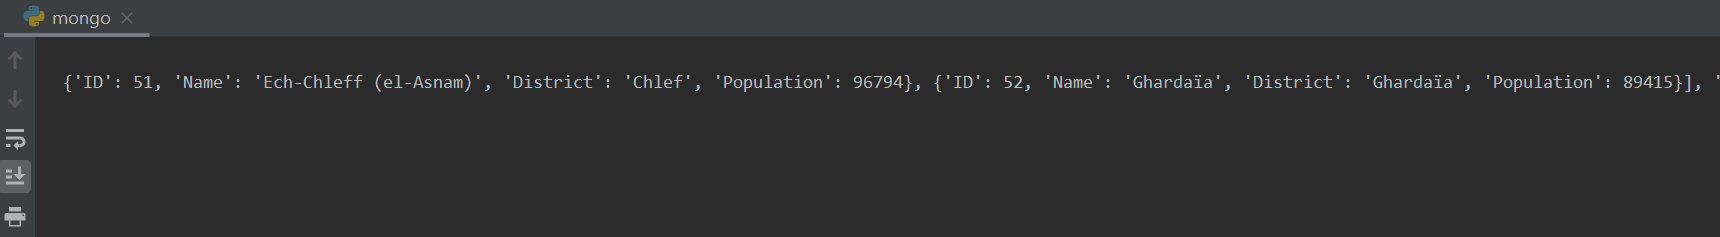 mongo
{'ID': 51, 'Name': 'Ech-Chleff (el-Asnam)', 'District': 'Chlef', 'Population': 96794}, {'ID': 52, 'Name': 'Ghardaïa', 'District': 'Ghardaïa', 'Population': 89415}], '